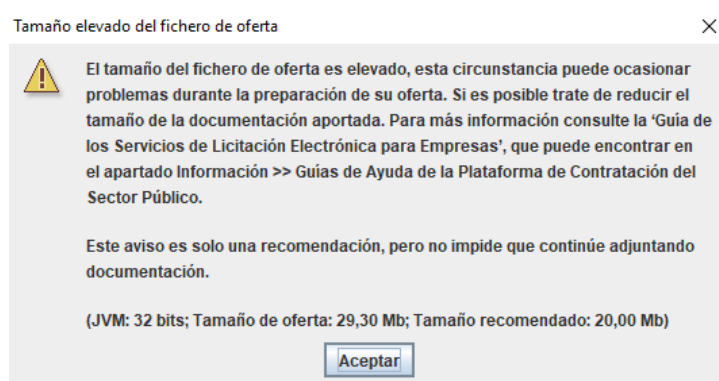 Tamaño elevado del fichero de oferta
El tamaño del fichero de oferta es elevado, esta circunstancia puede ocasionar
problemas durante la preparación de su oferta. Si es posible trate de reducir el
tamaño de la documentación aportada. Para más información consulte la 'Guía de
los Servicios de Licitación Electrónica para Empresas', que puede encontrar en
el apartado Información >> Guías de Ayuda de la Plataforma de Contratación del
Sector Público.
Este aviso es solo una recomendación, pero no impide que continúe adjuntando
documentación.
(JVM: 32 bits; Tamaño de oferta: 29,30 Mb; Tamaño recomendado: 20,00 Mb)
Aceptar